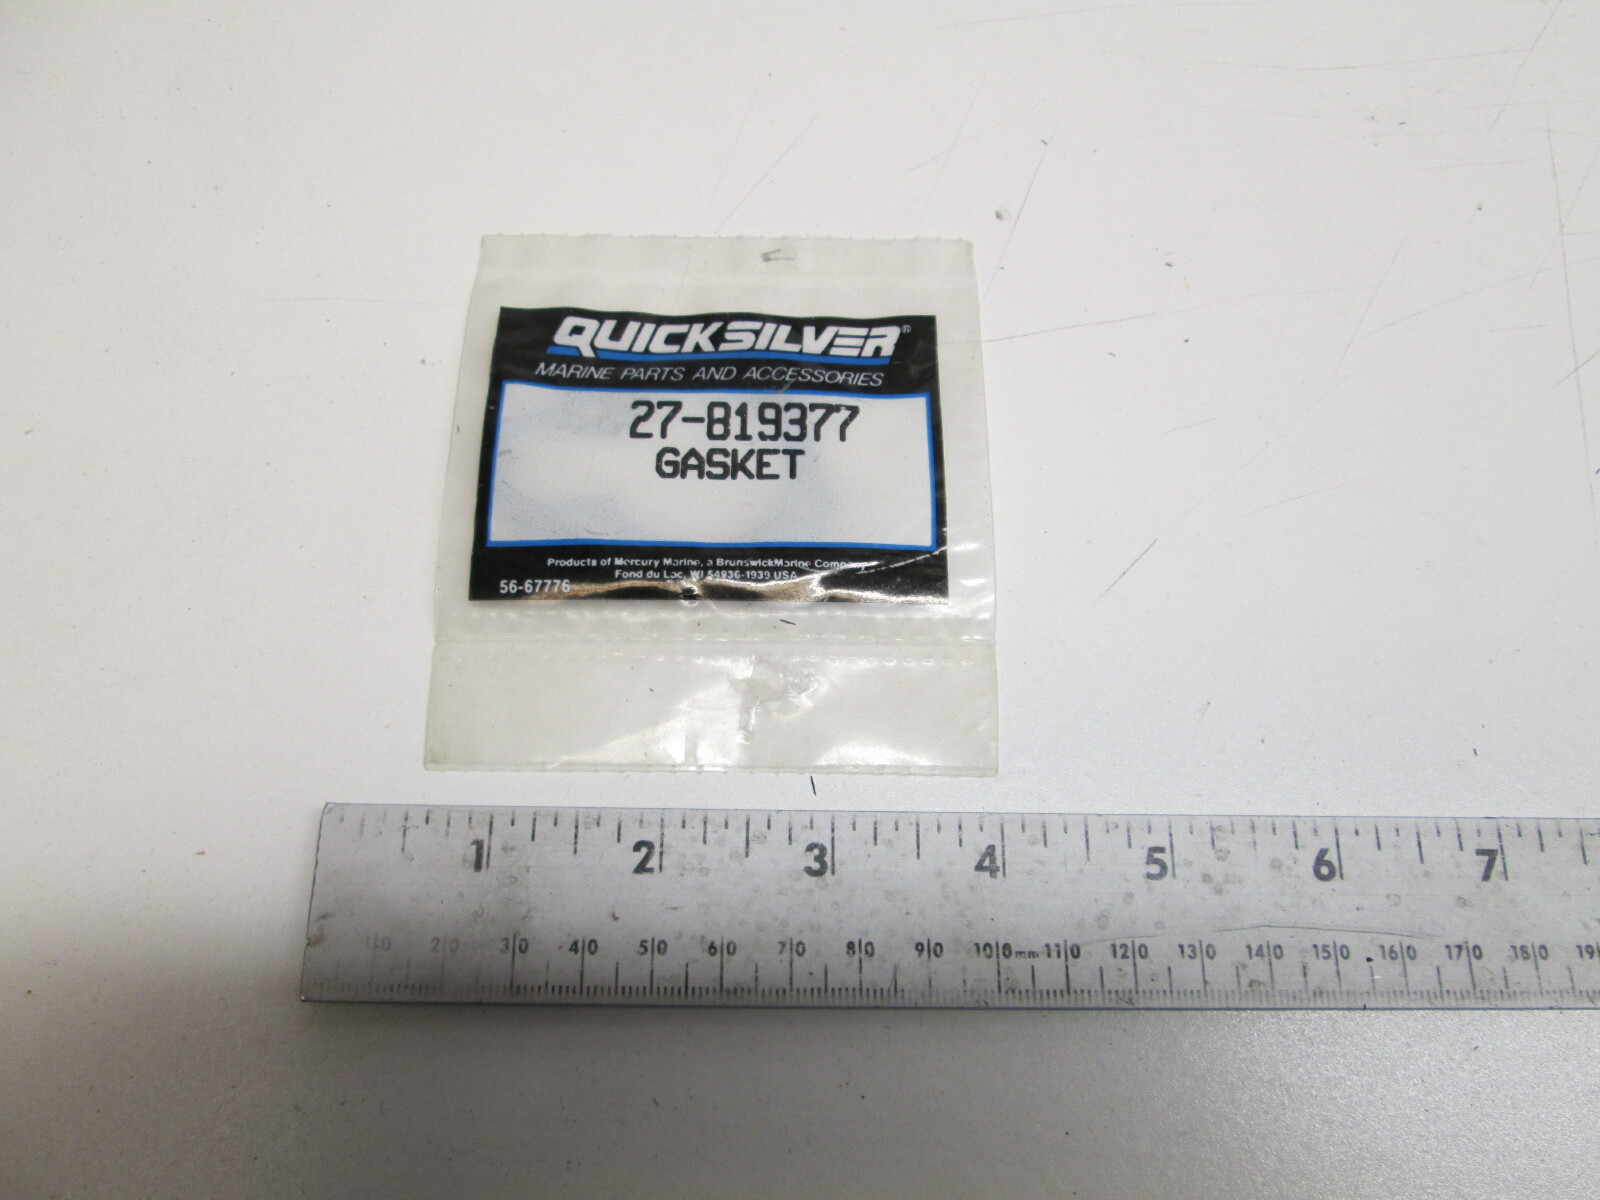 QUICKSILVER®
MARINE PARTS AND ACCESSORIES
27-819377
GASKET
Products of Mercury Marine, a BrunswickMarine Company
Fond du Lac, WI 54936-1939 USA
56-67776
1 2 3 4 5 6 7
10 20 30 40 50 60 70 80 90 100mm 110 120 130 140 150 160 170 180 19